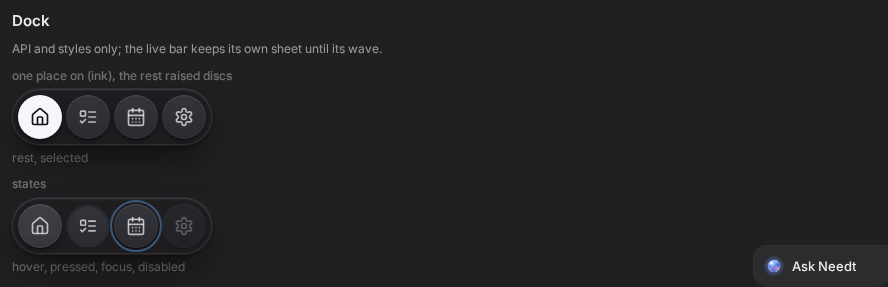 Dock
API and styles only; the live bar keeps its own sheet until its wave.
one place on (ink), the rest raised discs
rest, selected
states
hover, pressed, focus, disabled
Ask Needt